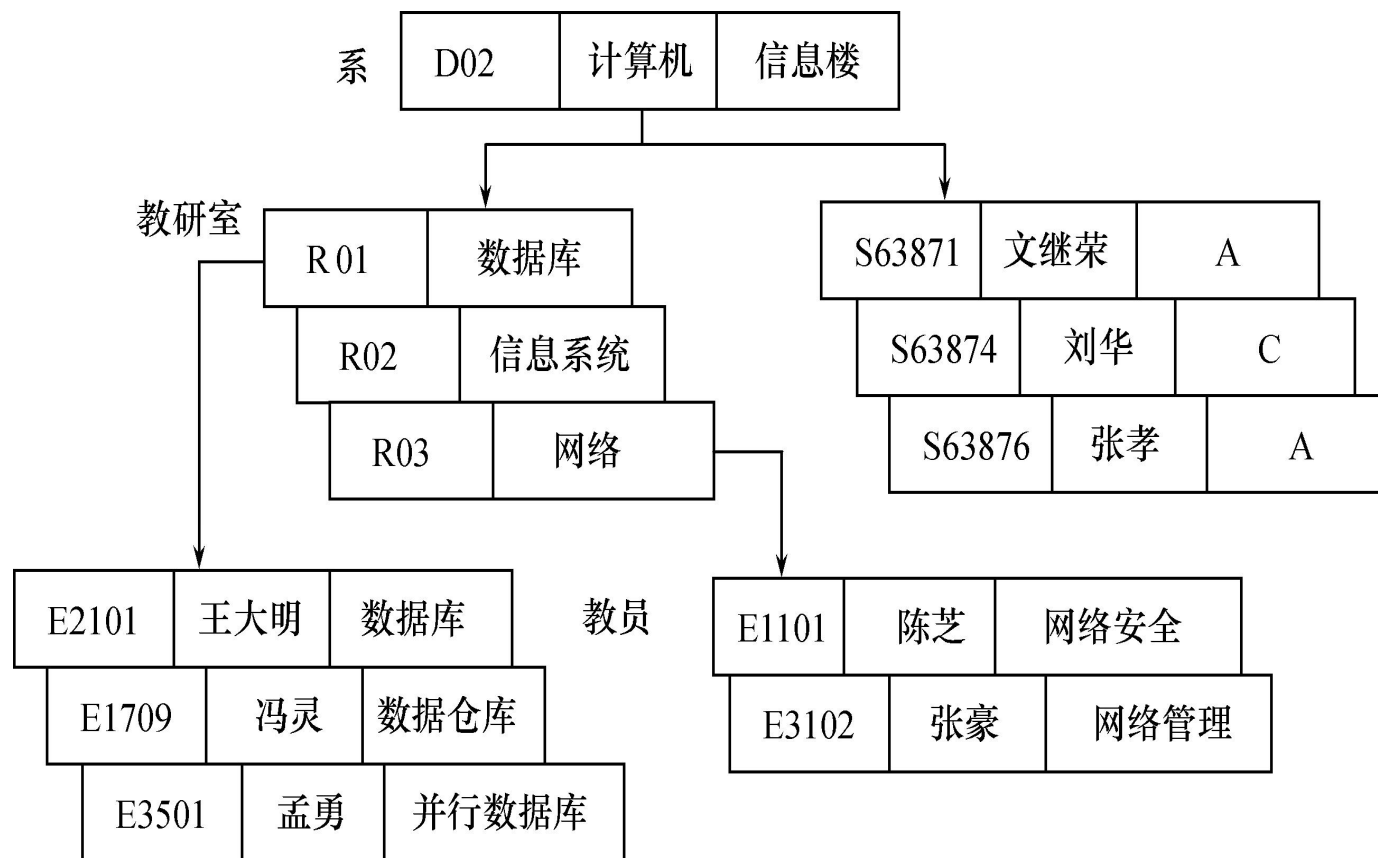 系 D02 计算机 信息楼
教研室 R 01 数据库
S63871 文继荣 A
R02 信息系统
S63874 刘华 C
R03 网络
S63876 张孝 A
E2101 王大明 数据库
教员
E1101 陈芝 网络安全
E1709 冯灵 数据仓库
E3102 张豪 网络管理
E3501 孟勇 并行数据库